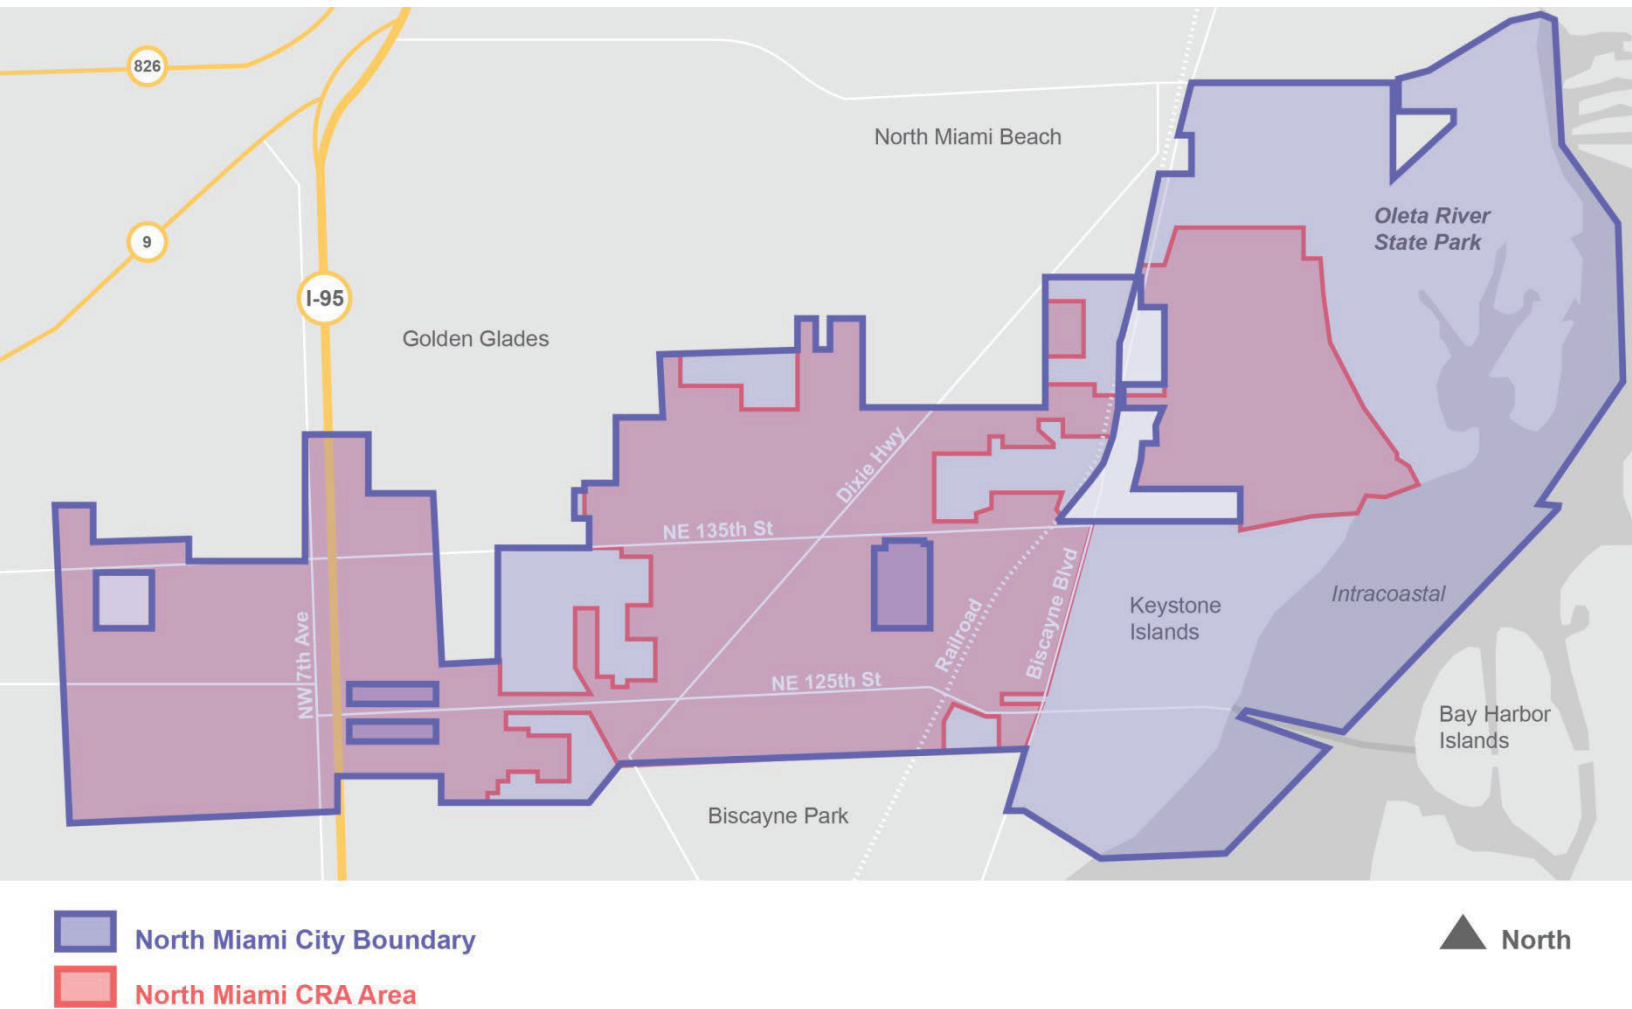 826
North Miami Beach
Oleta River
State Park
9
I-95
Golden Glades
Dixie Hwy
NE 135th St
Biscayne Blvd
Railroad
Keystone
Islands
Intracoastal
NW 7th Ave
NE 125th St
Bay Harbor
Islands
Biscayne Park
North Miami City Boundary
North
North Miami CRA Area